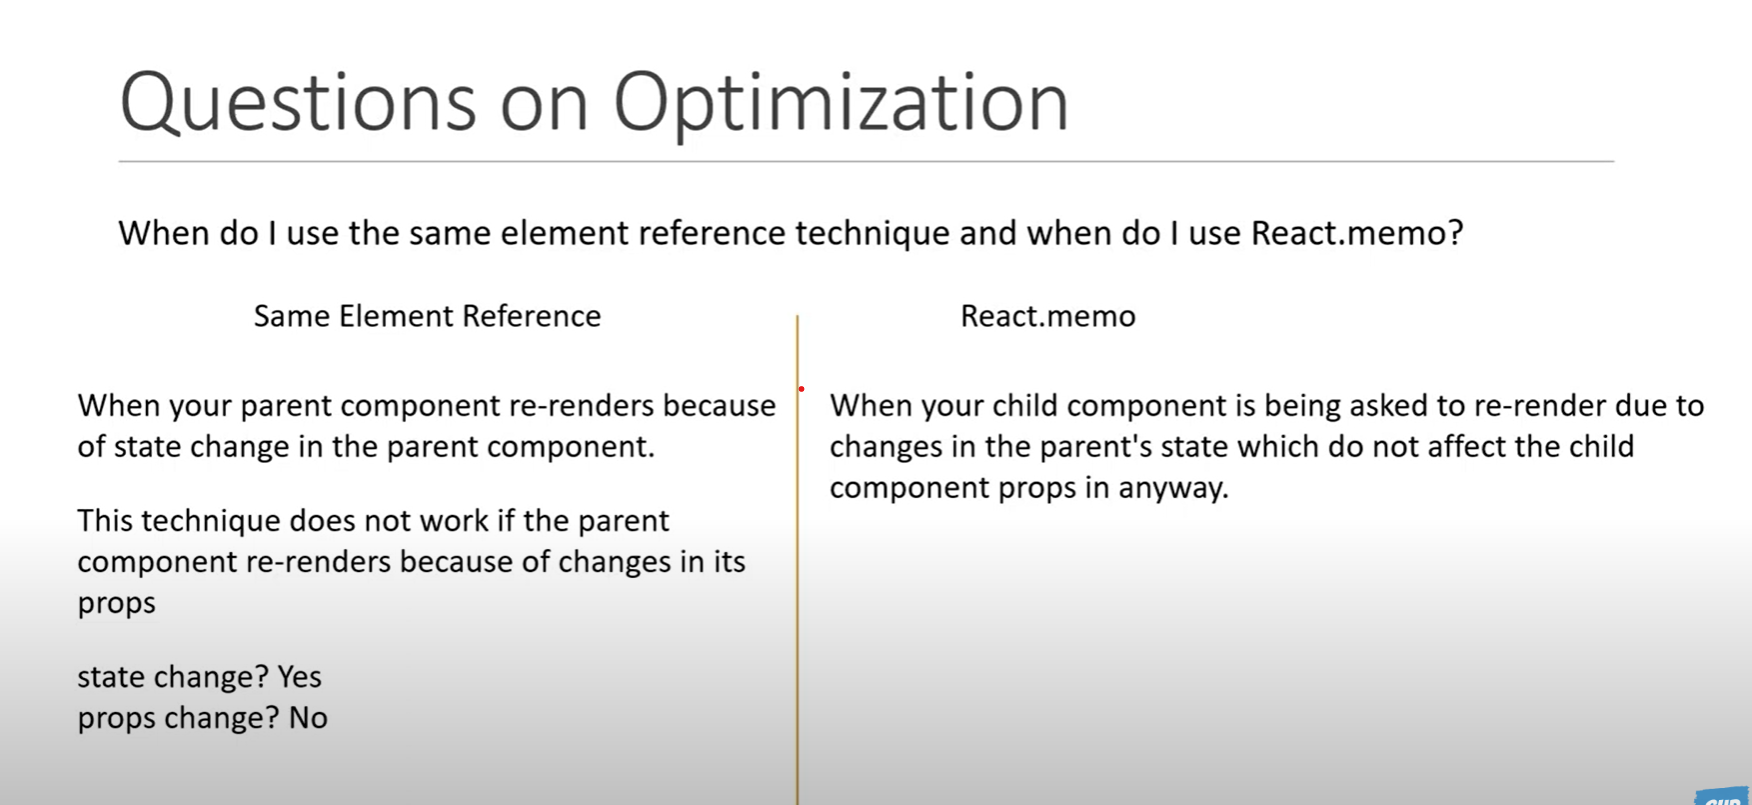 Questions on Optimization
When do I use the same element reference technique and when do I use React.memo?
Same Element Reference
When your parent component re-renders because
of state change in the parent component.
This technique does not work if the parent
component re-renders because of changes in its
props
state change? Yes
props change? No
React.memo
When your child component is being asked to re-render due to
changes in the parent's state which do not affect the child
component props in anyway.